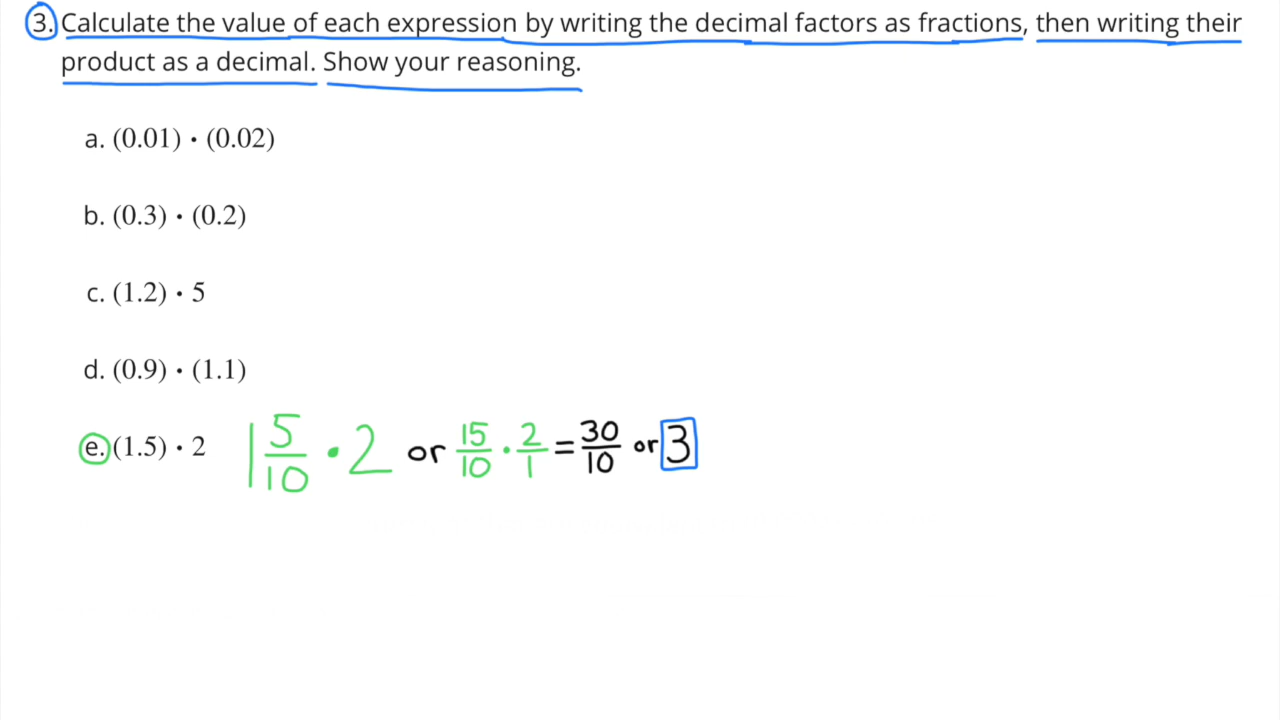 3. Calculate the value of each expression by writing the decimal factors as fractions, then writing their
product as a decimal. Show your reasoning.
a. (0.01) · (0.02)
b. (0.3) · (0.2)
c. (1.2) · 5
d. (0.9) · (1.1)
e. (1.5) · 2 1 5/10 · 2 or 15/10 · 2/1 = 30/10 or 3